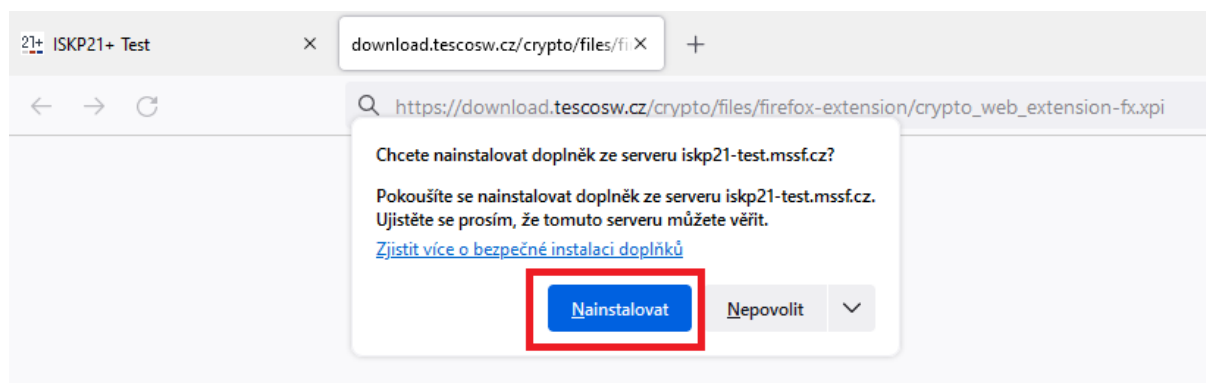 21+ ISKP21+ Test
download.tescosw.cz/crypto/files/fi
https://download.tescosw.cz/crypto/files/firefox-extension/crypto_web_extension-fx.xpi
Chcete nainstalovat doplněk ze serveru iskp21-test.mssf.cz?
Pokoušíte se nainstalovat doplněk ze serveru iskp21-test.mssf.cz.
Ujistěte se prosím, že tomuto serveru můžete věřit.
Zjistit více o bezpečné instalaci doplňků
Nainstalovat
Nepovolit